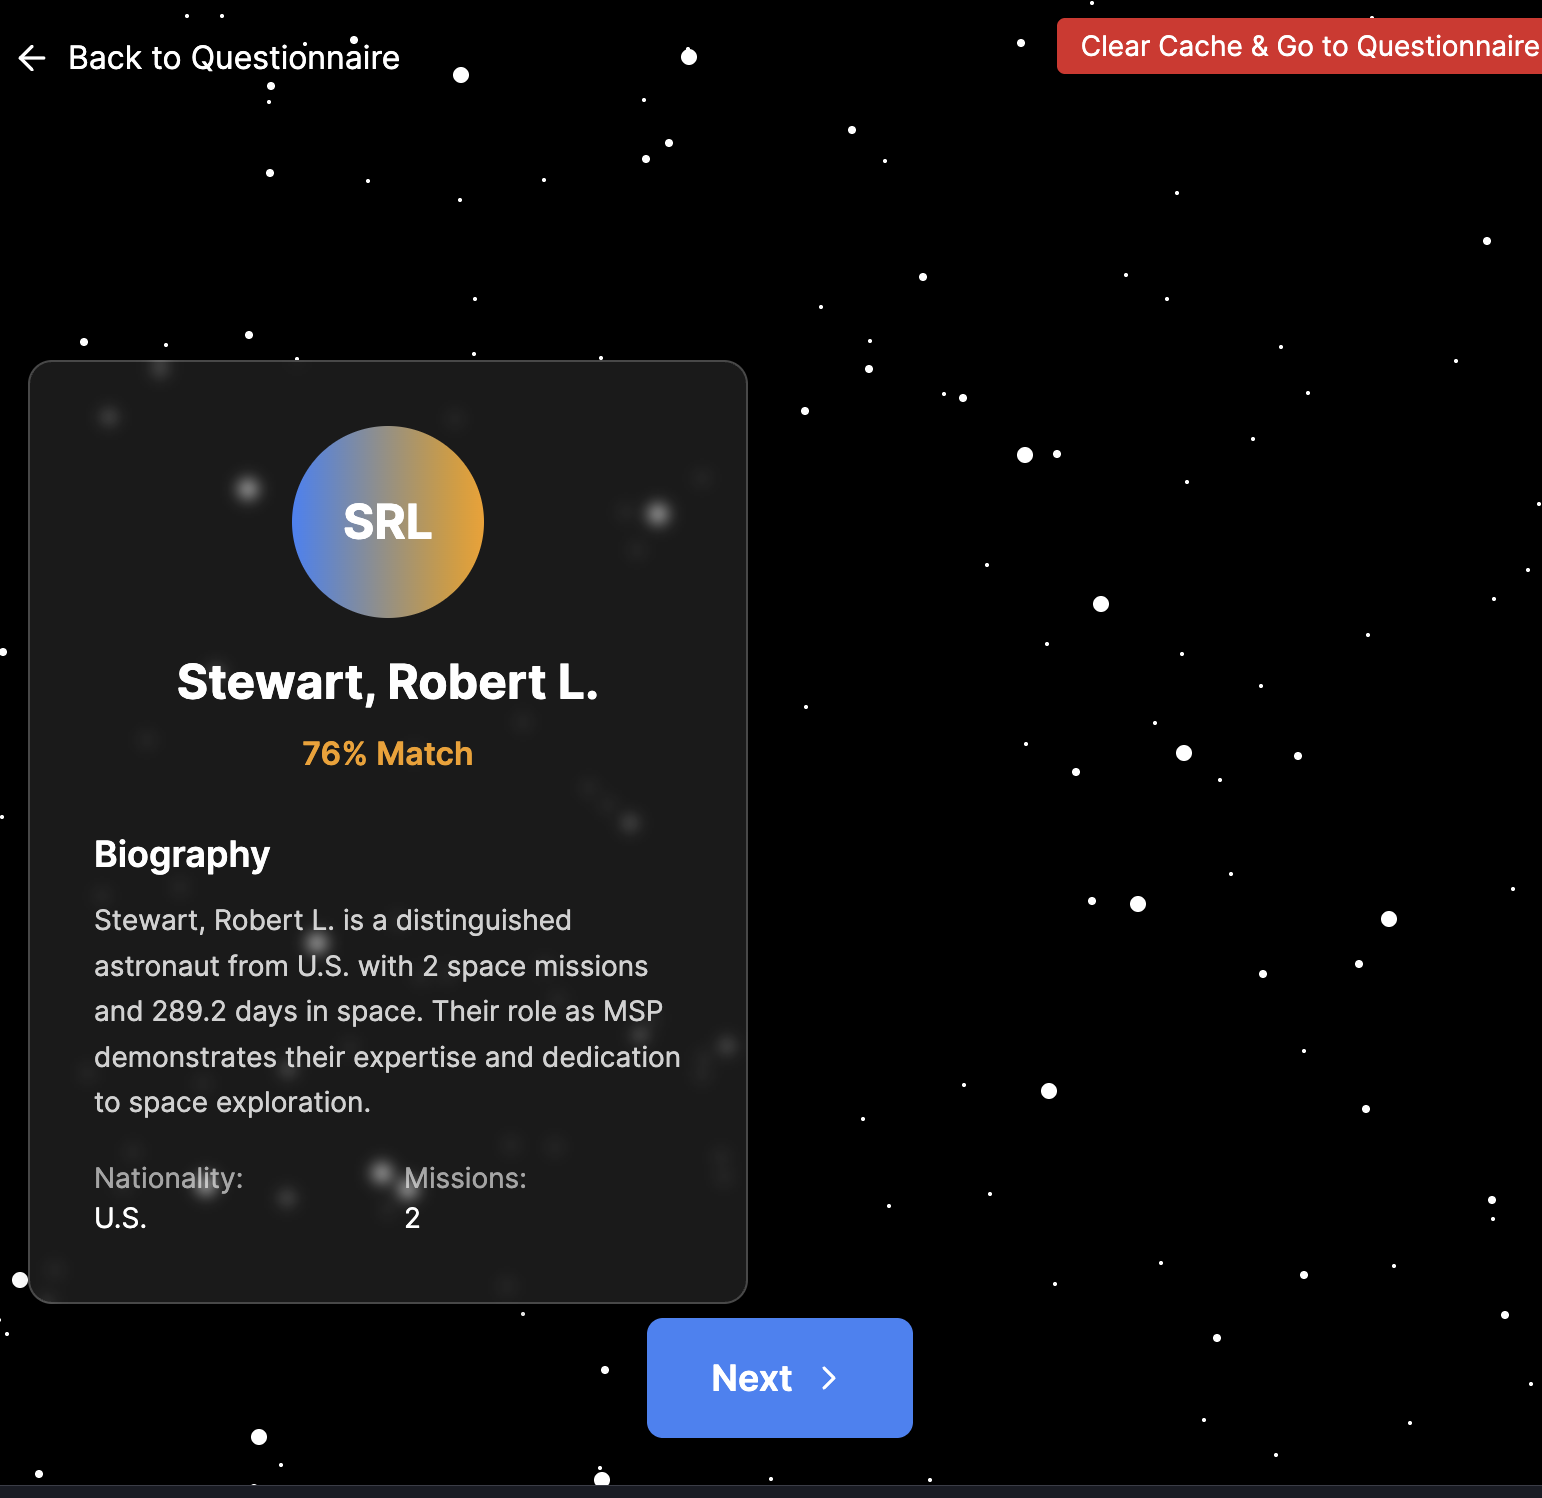 Back to Questionnaire
Clear Cache & Go to Questionnaire
SRL
Stewart, Robert L.
76% Match
Biography
Stewart, Robert L. is a distinguished
astronaut from U.S. with 2 space missions
and 289.2 days in space. Their role as MSP
demonstrates their expertise and dedication
to space exploration.
Nationality:
U.S.
Missions:
2
Next